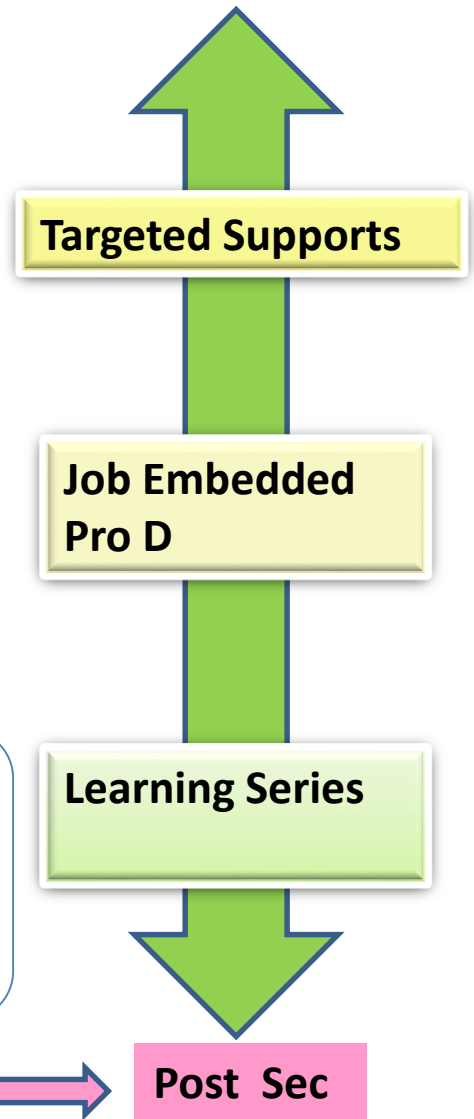 Targeted Supports
Job Embedded
Pro D
Learning Series
Post Sec